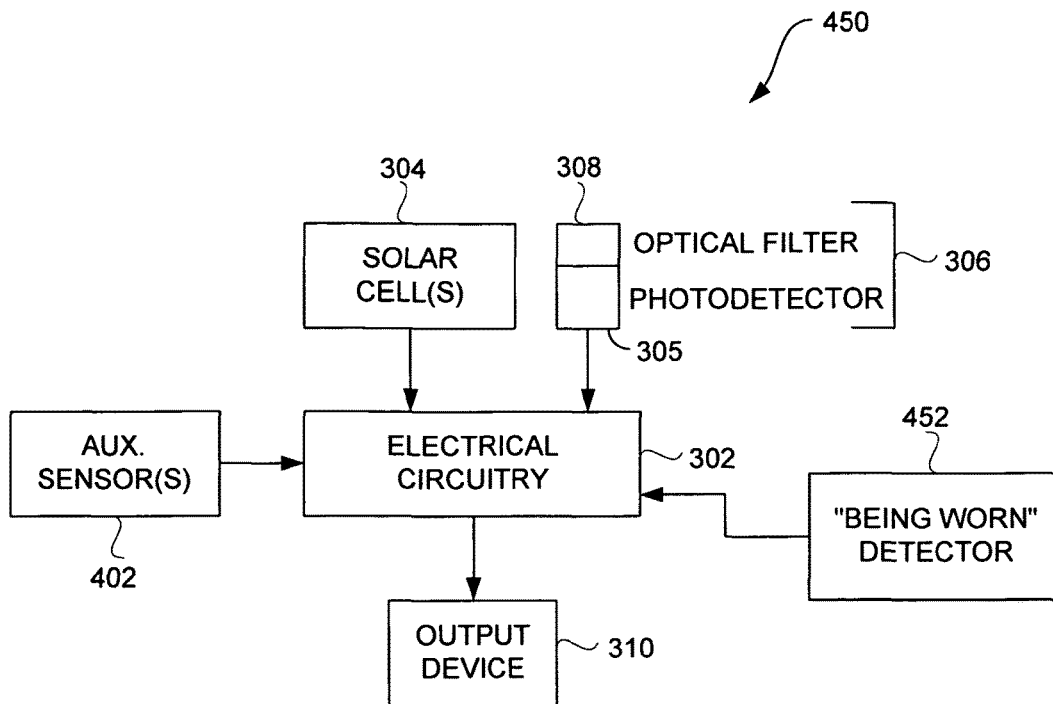 450
304
308
SOLAR
CELL(S)
OPTICAL FILTER
PHOTODETECTOR
306
305
AUX.
SENSOR(S)
402
ELECTRICAL
CIRCUITRY
302
452
"BEING WORN"
DETECTOR
OUTPUT
DEVICE
310